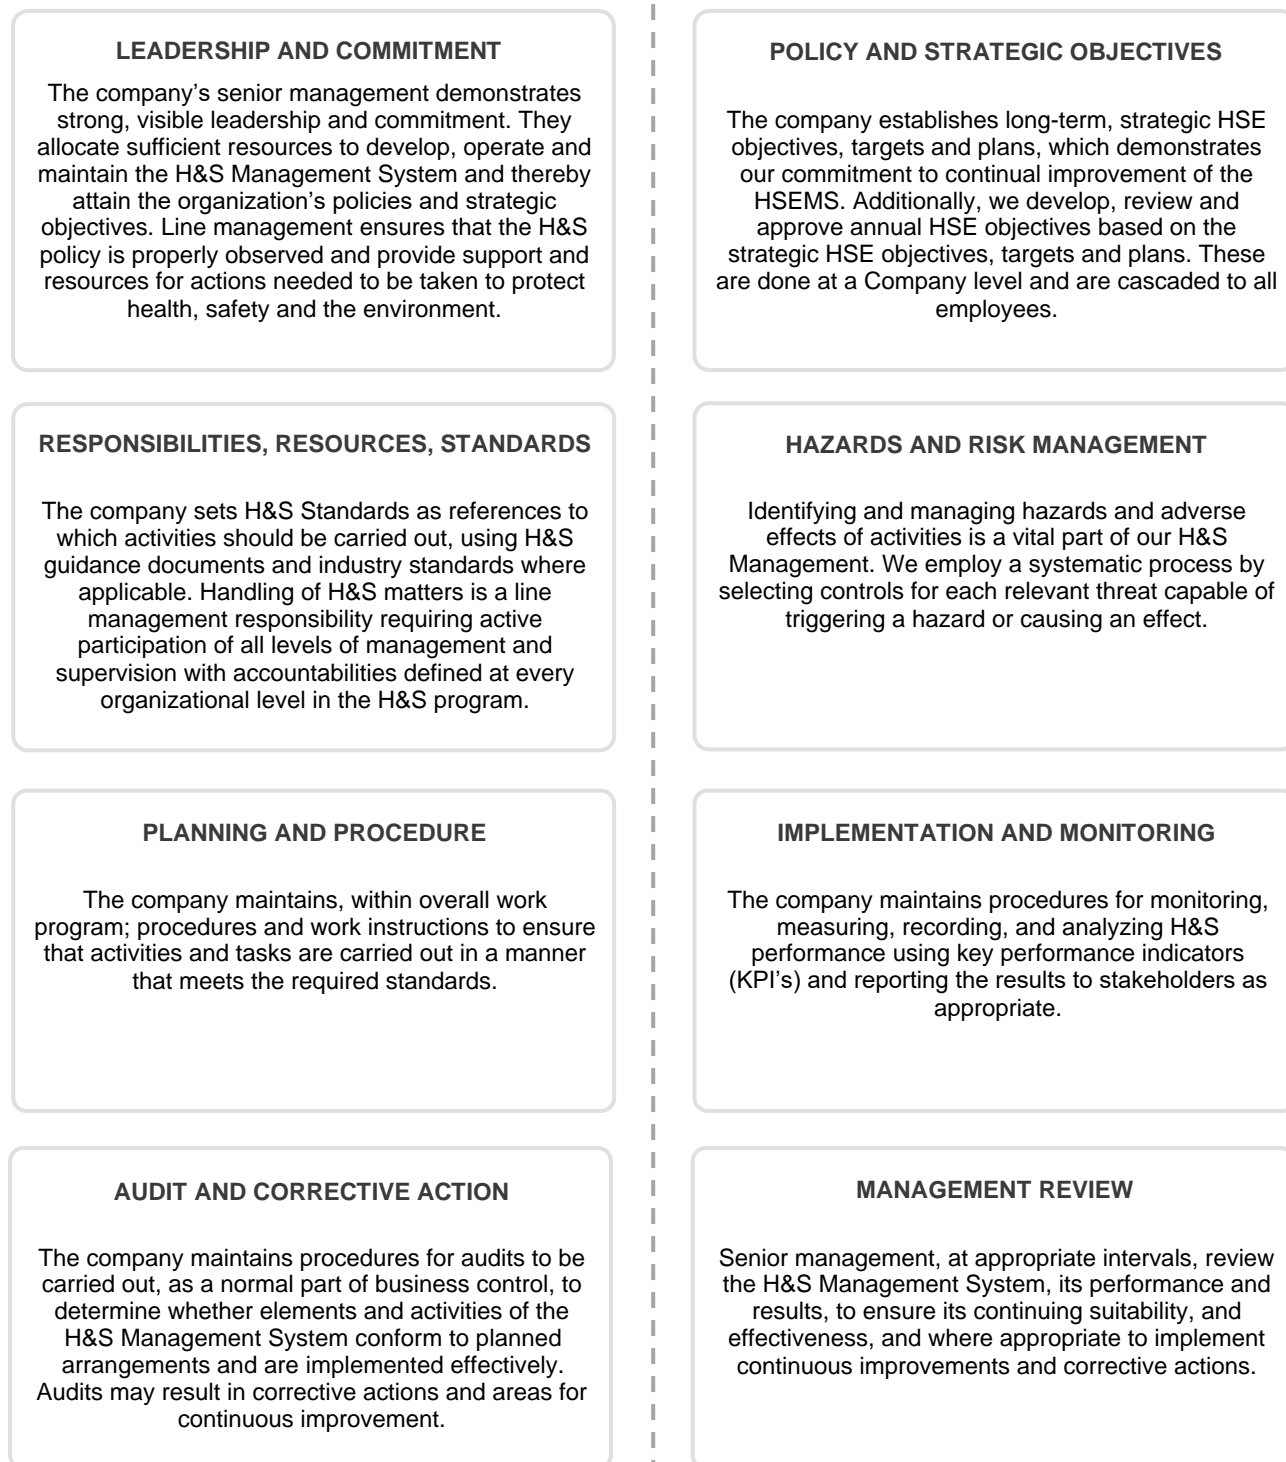 LEADERSHIP AND COMMITMENT
The company’s senior management demonstrates
strong, visible leadership and commitment. They
allocate sufficient resources to develop, operate and
maintain the H&S Management System and thereby
attain the organization’s policies and strategic
objectives. Line management ensures that the H&S
policy is properly observed and provide support and
resources for actions needed to be taken to protect
health, safety and the environment.
POLICY AND STRATEGIC OBJECTIVES
The company establishes long-term, strategic HSE
objectives, targets and plans, which demonstrates
our commitment to continual improvement of the
HSEMS. Additionally, we develop, review and
approve annual HSE objectives based on the
strategic HSE objectives, targets and plans. These
are done at a Company level and are cascaded to all
employees.
RESPONSIBILITIES, RESOURCES, STANDARDS
The company sets H&S Standards as references to
which activities should be carried out, using H&S
guidance documents and industry standards where
applicable. Handling of H&S matters is a line
management responsibility requiring active
participation of all levels of management and
supervision with accountabilities defined at every
organizational level in the H&S program.
HAZARDS AND RISK MANAGEMENT
Identifying and managing hazards and adverse
effects of activities is a vital part of our H&S
Management. We employ a systematic process by
selecting controls for each relevant threat capable of
triggering a hazard or causing an effect.
PLANNING AND PROCEDURE
The company maintains, within overall work
program; procedures and work instructions to ensure
that activities and tasks are carried out in a manner
that meets the required standards.
IMPLEMENTATION AND MONITORING
The company maintains procedures for monitoring,
measuring, recording, and analyzing H&S
performance using key performance indicators
(KPI’s) and reporting the results to stakeholders as
appropriate.
AUDIT AND CORRECTIVE ACTION
The company maintains procedures for audits to be
carried out, as a normal part of business control, to
determine whether elements and activities of the
H&S Management System conform to planned
arrangements and are implemented effectively.
Audits may result in corrective actions and areas for
continuous improvement.
MANAGEMENT REVIEW
Senior management, at appropriate intervals, review
the H&S Management System, its performance and
results, to ensure its continuing suitability, and
effectiveness, and where appropriate to implement
continuous improvements and corrective actions.